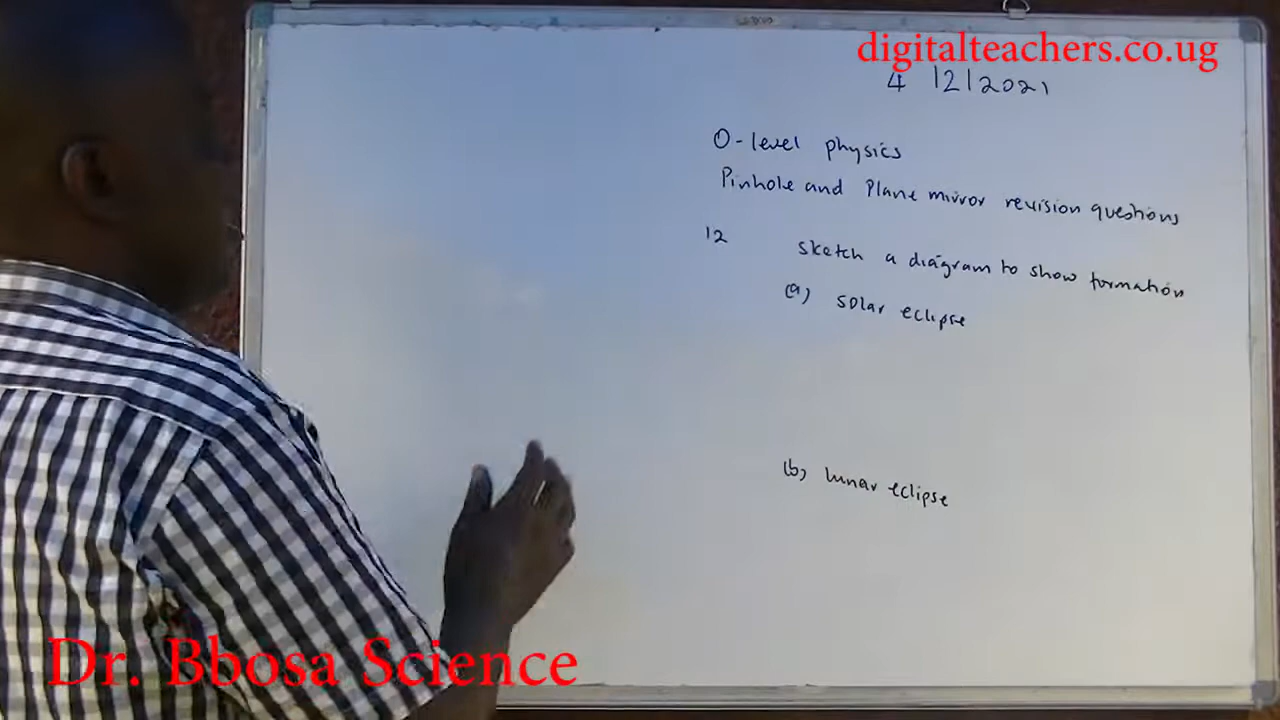 digitalteachers.co.ug
4 12/2021
O-level physics
Pinhole and Plane mirror revision questions
12 sketch a diagram to show formation
(a) solar eclipse
(b) lunar eclipse
Dr. Bbosa Science